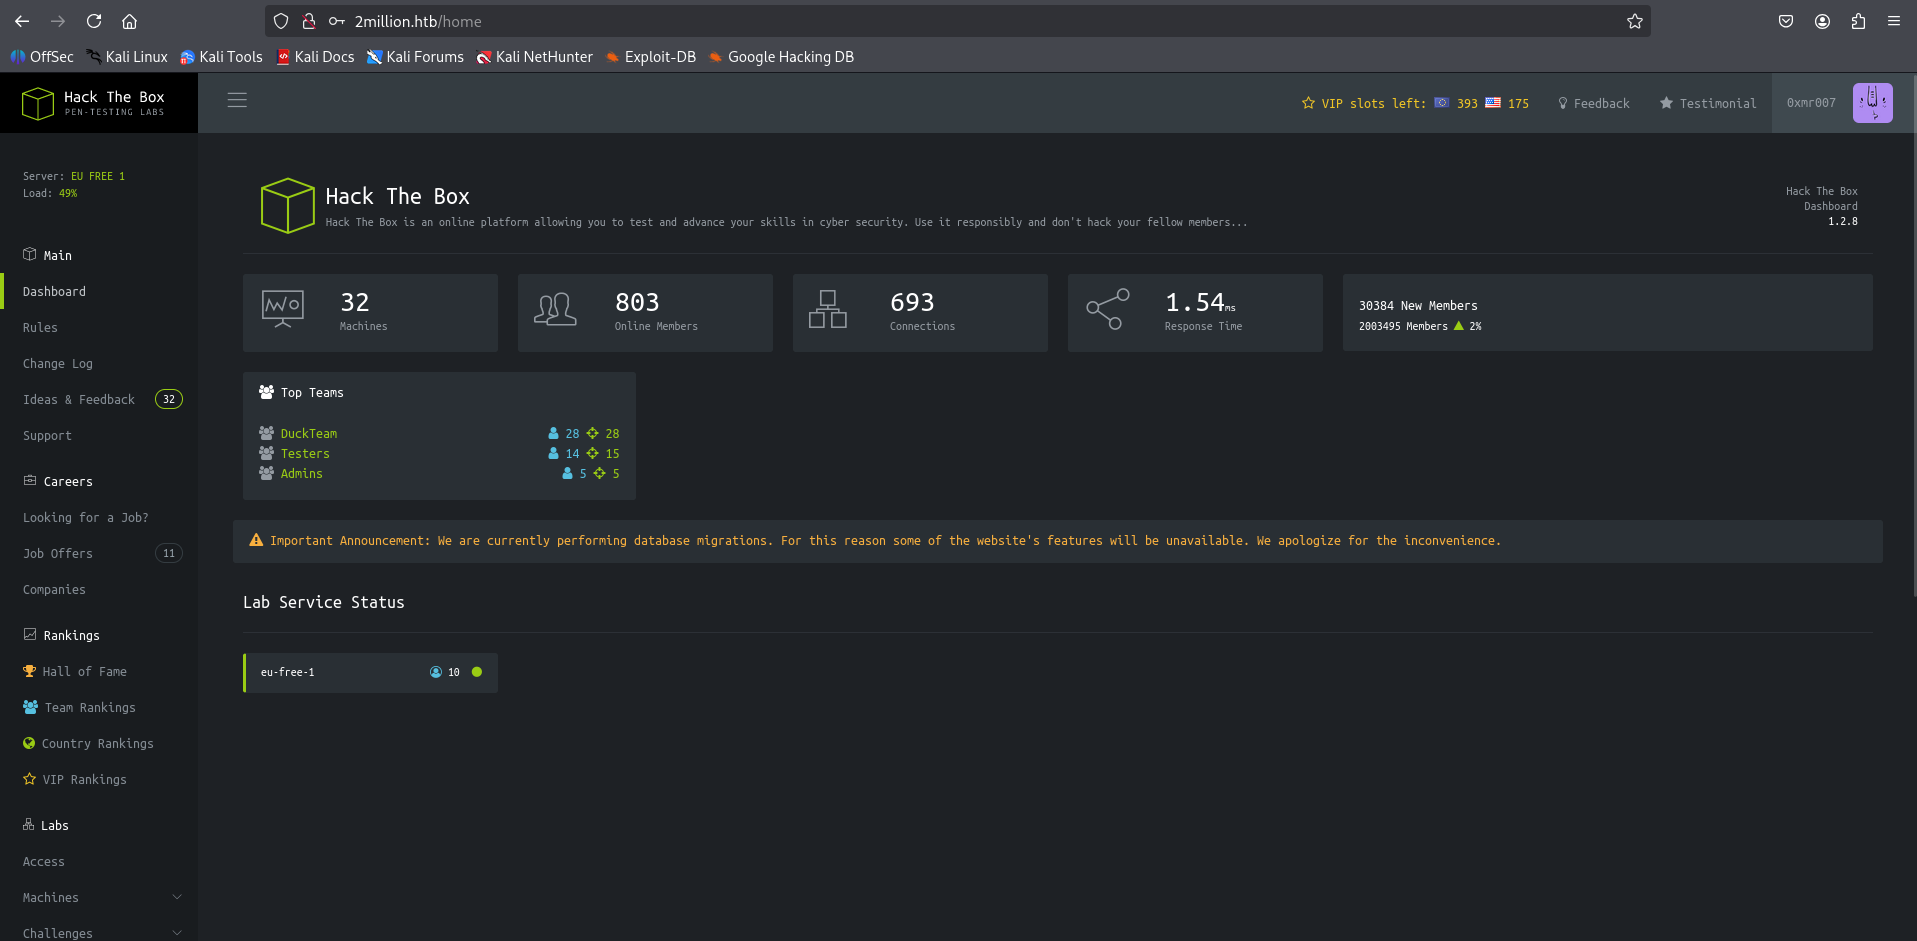 2million.htb/home
OffSec Kali Linux Kali Tools Kali Docs Kali Forums Kali NetHunter Exploit-DB Google Hacking DB
Hack The Box
PEN-TESTING LABS
VIP slots left: 393 175 Feedback Testimonial 0xmr007
Server: EU FREE 1
Load: 49%
Main
Dashboard
Rules
Change Log
Ideas & Feedback 32
Support
Careers
Looking for a Job?
Job Offers 11
Companies
Rankings
Hall of Fame
Team Rankings
Country Rankings
VIP Rankings
Labs
Access
Machines
Challenges
Hack The Box
Hack The Box is an online platform allowing you to test and advance your skills in cyber security. Use it responsibly and don't hack your fellow members...
Hack The Box
Dashboard
1.2.8
32
Machines
803
Online Members
693
Connections
1.54ms
Response Time
30384 New Members
2003495 Members 2%
Top Teams
DuckTeam 28 28
Testers 14 15
Admins 5 5
Important Announcement: We are currently performing database migrations. For this reason some of the website's features will be unavailable. We apologize for the inconvenience.
Lab Service Status
eu-free-1 10